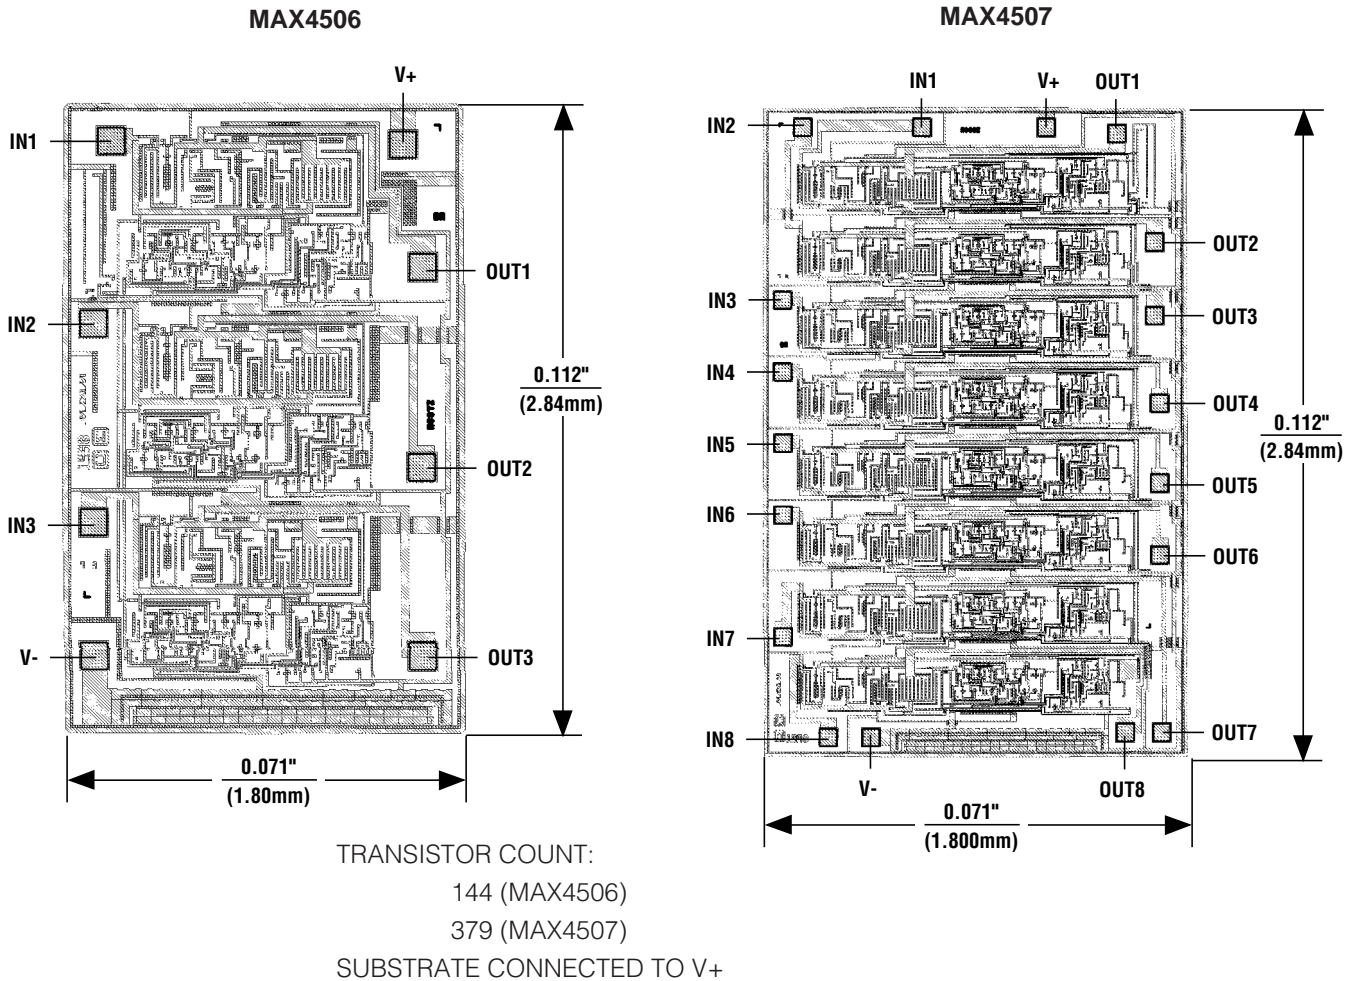 MAX4506
MAX4507
V+
IN1
OUT1
IN2
0.112"
(2.84mm)
OUT2
IN3
V-
OUT3
0.071"
(1.80mm)
IN1
V+
OUT1
IN2
OUT2
IN3
OUT3
IN4
OUT4
0.112"
(2.84mm)
IN5
OUT5
IN6
OUT6
IN7
OUT7
IN8
V-
OUT8
0.071"
(1.800mm)
TRANSISTOR COUNT:
144 (MAX4506)
379 (MAX4507)
SUBSTRATE CONNECTED TO V+